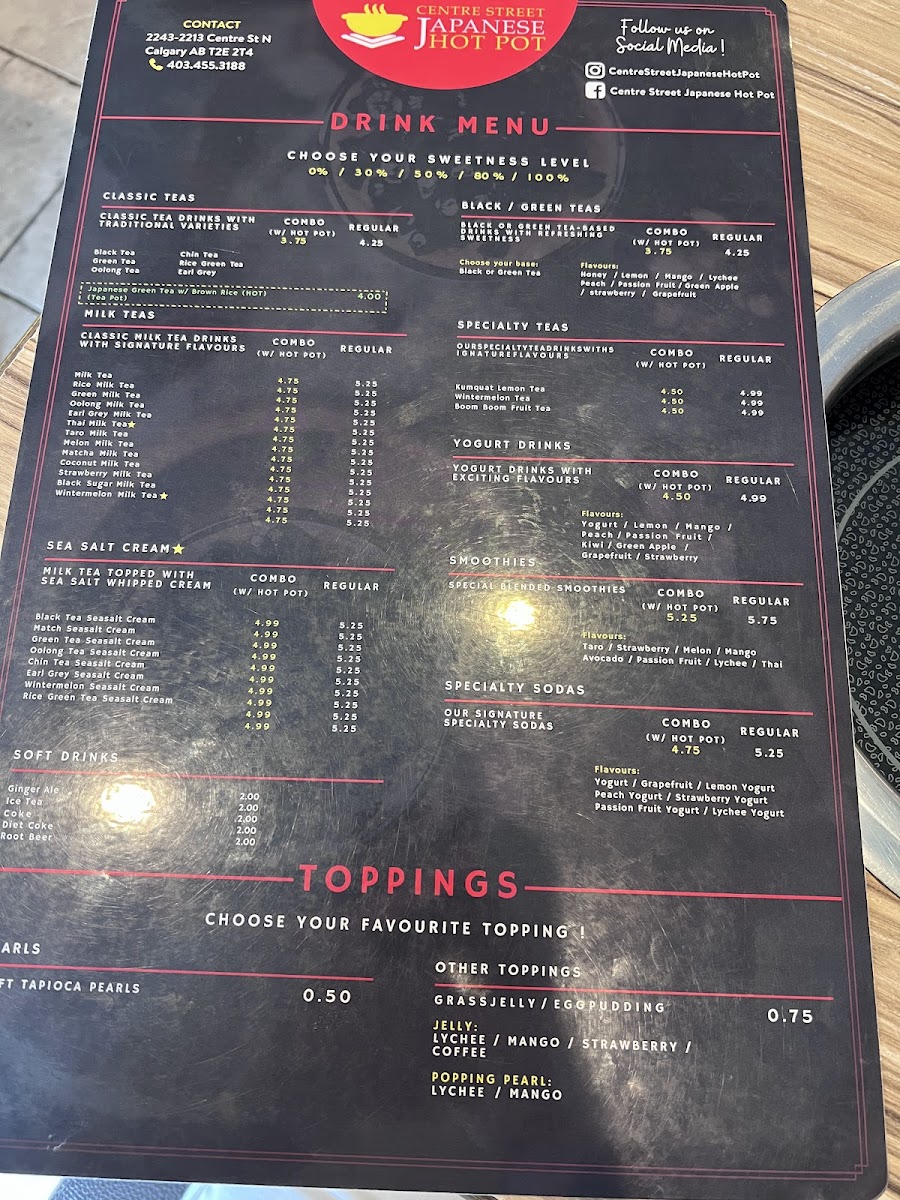 CONTACT
2243-2213 Centre St N
Calgary AB T2E 2T4
403.455.3188
CENTRE STREET
JAPANESE
HOT POT
Follow us on
Social Media !
CentreStreetJapaneseHotPot
Centre Street Japanese Hot Pot
DRINK MENU
CHOOSE YOUR SWEETNESS LEVEL
0% / 30% / 50% / 80% / 100%
CLASSIC TEAS
CLASSIC TEA DRINKS WITH
TRADITIONAL VARIETIES
COMBO
(W/ HOT POT)
3.75
REGULAR
4.25
Black Tea
Green Tea
Oolong Tea
Chin Tea
Rice Green Tea
Earl Grey
Japanese Green Tea w/ Brown Rice (HOT)
(Tea Pot)
4.00
MILK TEAS
CLASSIC MILK TEA DRINKS
WITH SIGNATURE FLAVOURS
COMBO
(W/ HOT POT)
REGULAR
Milk Tea 4.75 5.25
Rice Milk Tea 4.75 5.25
Green Milk Tea 4.75 5.25
Oolong Milk Tea 4.75 5.25
Earl Grey Milk Tea 4.75 5.25
Thai Milk Tea⭐ 4.75 5.25
Taro Milk Tea 4.75 5.25
Melon Milk Tea 4.75 5.25
Matcha Milk Tea 4.75 5.25
Coconut Milk Tea 4.75 5.25
Strawberry Milk Tea 4.75 5.25
Black Sugar Milk Tea 4.75 5.25
Wintermelon Milk Tea⭐ 4.75 5.25
4.75 5.25
4.75 5.25
SEA SALT CREAM⭐
MILK TEA TOPPED WITH
SEA SALT WHIPPED CREAM
COMBO
(W/ HOT POT)
REGULAR
Black Tea Seasalt Cream 4.99 5.25
Match Seasalt Cream 4.99 5.25
Green Tea Seasalt Cream 4.99 5.25
Oolong Tea Seasalt Cream 4.99 5.25
Chin Tea Seasalt Cream 4.99 5.25
Earl Grey Seasalt Cream 4.99 5.25
Wintermelon Seasalt Cream 4.99 5.25
Rice Green Tea Seasalt Cream 4.99 5.25
4.99 5.25
4.99 5.25
SOFT DRINKS
Ginger Ale 2.00
Ice Tea 2.00
Coke 2.00
Diet Coke 2.00
Root Beer 2.00
BLACK / GREEN TEAS
BLACK OR GREEN TEA-BASED
DRINKS WITH REFRESHING
SWEETNESS
COMBO
(W/ HOT POT)
3.75
REGULAR
4.25
Choose your base:
Black or Green Tea
Flavours:
Honey / Lemon / Mango / Lychee
Peach / Passion Fruit / Green Apple
/ strawberry / Grapefruit
SPECIALTY TEAS
OURSPECIALTYTEADRINKSWITHS
IGNATUREFLAVOURS
COMBO
(W/ HOT POT)
REGULAR
Kumquat Lemon Tea 4.50 4.99
Wintermelon Tea 4.50 4.99
Boom Boom Fruit Tea 4.50 4.99
YOGURT DRINKS
YOGURT DRINKS WITH
EXCITING FLAVOURS
COMBO
(W/ HOT POT)
4.50
REGULAR
4.99
Flavours:
Yogurt / Lemon / Mango /
Peach / Passion Fruit /
Kiwi / Green Apple /
Grapefruit / Strawberry
SMOOTHIES
SPECIAL BLENDED SMOOTHIES
COMBO
(W/ HOT POT)
5.25
REGULAR
5.75
Flavours:
Taro / Strawberry / Melon / Mango
Avocado / Passion Fruit / Lychee / Thai
SPECIALTY SODAS
OUR SIGNATURE
SPECIALTY SODAS
COMBO
(W/ HOT POT)
4.75
REGULAR
5.25
Flavours:
Yogurt / Grapefruit / Lemon Yogurt
Peach Yogurt / Strawberry Yogurt
Passion Fruit Yogurt / Lychee Yogurt
TOPPINGS
CHOOSE YOUR FAVOURITE TOPPING !
ARLS
FT TAPIOCA PEARLS
0.50
OTHER TOPPINGS
GRASSJELLY / EGGPUDDING
0.75
JELLY:
LYCHEE / MANGO / STRAWBERRY /
COFFEE
POPPING PEARL:
LYCHEE / MANGO